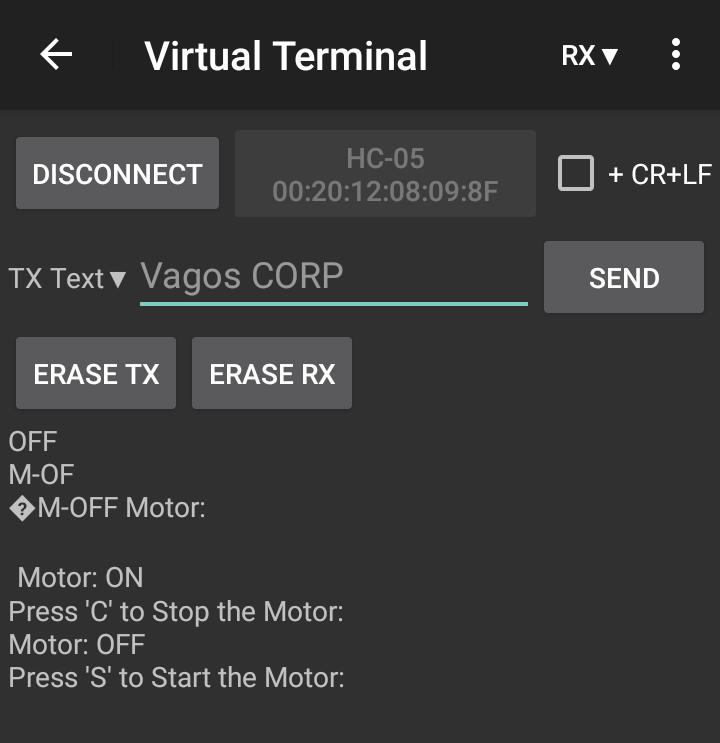 Virtual Terminal RX▼
DISCONNECT
HC-05
00:20:12:08:09:8F
+ CR+LF
TX Text▼ Vagos CORP SEND
ERASE TX ERASE RX
OFF
M-OF
�M-OFF Motor:
Motor: ON
Press 'C' to Stop the Motor:
Motor: OFF
Press 'S' to Start the Motor: